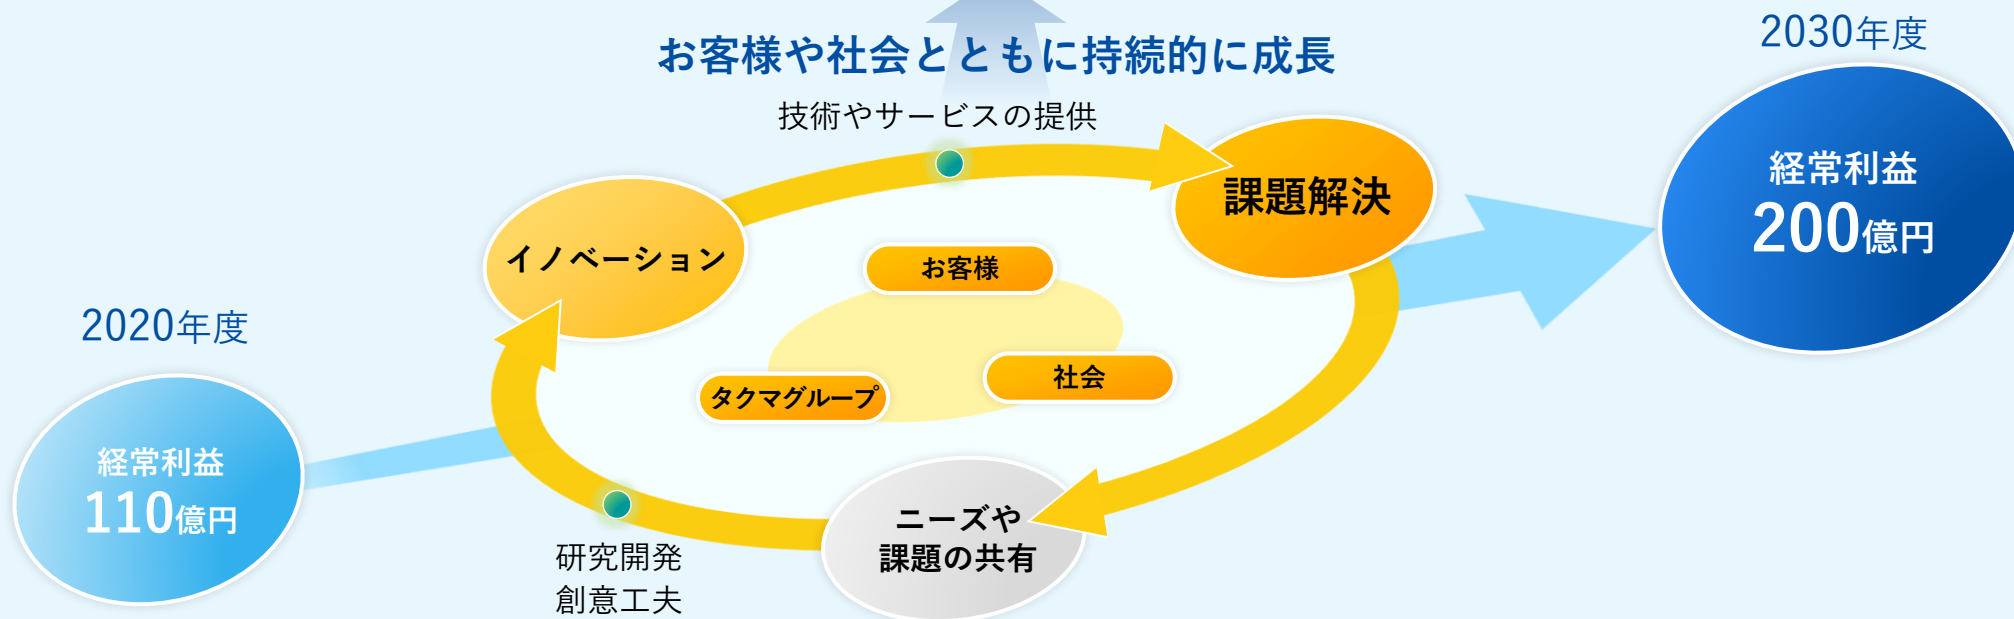 お客様や社会とともに持続的に成長
2030年度
技術やサービスの提供
経常利益
200億円
課題解決
イノベーション
お客様
2020年度
社会
タクマグループ
経常利益
110億円
ニーズや
課題の共有
研究開発
創意工夫